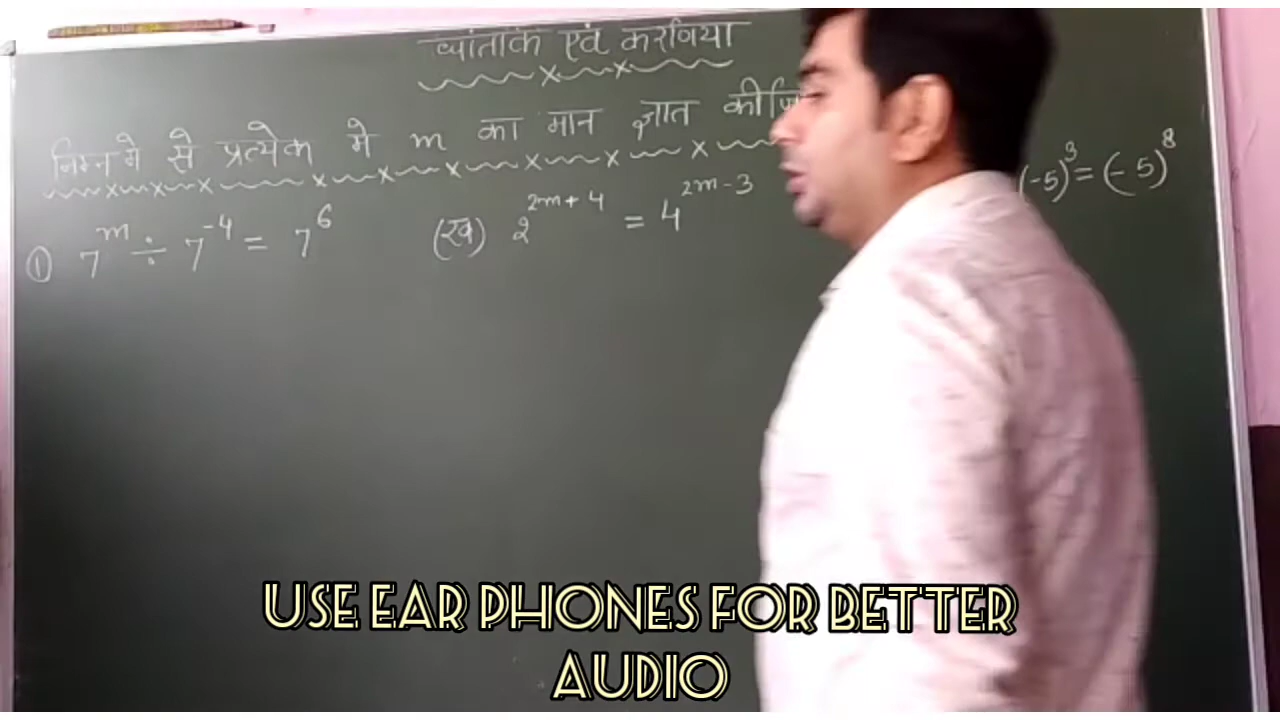 घांतांक एवं करणियां
निम्न मे से प्रत्येक मे m का मान ज्ञात कीजि
① 7^m ÷ 7^-4 = 7^6 (ख) 2^2m+4 = 4^2m-3 (-5)^3 = (-5)^8
USE EAR PHONES FOR BETTER
AUDIO